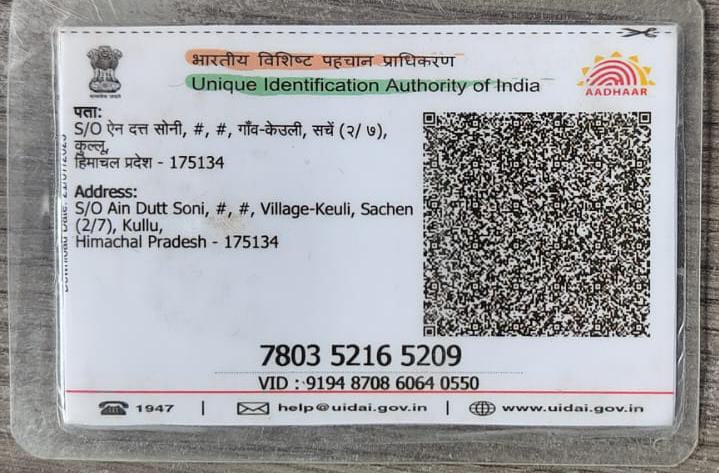 भारतीय विशिष्ट पहचान प्राधिकरण
Unique Identification Authority of India
AADHAAR
पता:
S/O ऐन दत्त सोनी, #, #, गाँव-केउली, सचें (२/ ७),
कुल्लू,
हिमाचल प्रदेश - 175134
Address:
S/O Ain Dutt Soni, #, #, Village-Keuli, Sachen
(2/7), Kullu,
Himachal Pradesh - 175134
7803 5216 5209
VID : 9194 8708 6064 0550
1947 | help@uidai.gov.in | www.uidai.gov.in